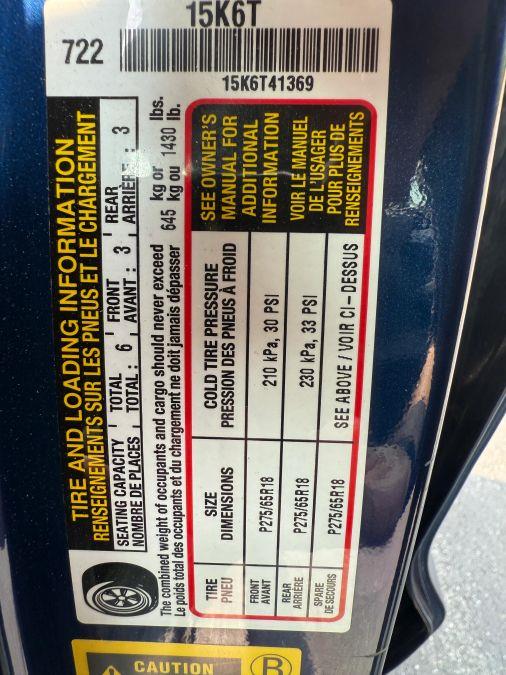 15K6T
722
15K6T41369
TIRE AND LOADING INFORMATION
RENSEIGNEMENTS SUR LES PNEUS ET LE CHARGEMENT
SEATING CAPACITY | TOTAL : 6 | FRONT : 3 | REAR : 3
NOMBRE DE PLACES | TOTAL : 6 | AVANT : 3 | ARRIÈRE : 3
The combined weight of occupants and cargo should never exceed 645 kg or 1430 lbs.
Le poids total des occupants et du chargement ne doit jamais dépasser 645 kg ou 1430 lb.
TIRE SIZE COLD TIRE PRESSURE
PNEU DIMENSIONS PRESSION DES PNEUS À FROID
FRONT P275/65R18 210 kPa, 30 PSI
AVANT
REAR P275/65R18 230 kPa, 33 PSI
ARRIÈRE
SPARE P275/65R18 SEE ABOVE / VOIR CI-DESSUS
DE SECOURS
SEE OWNER'S
MANUAL FOR
ADDITIONAL
INFORMATION
VOIR LE MANUEL
DE L'USAGER
POUR PLUS DE
RENSEIGNEMENTS
CAUTION
B